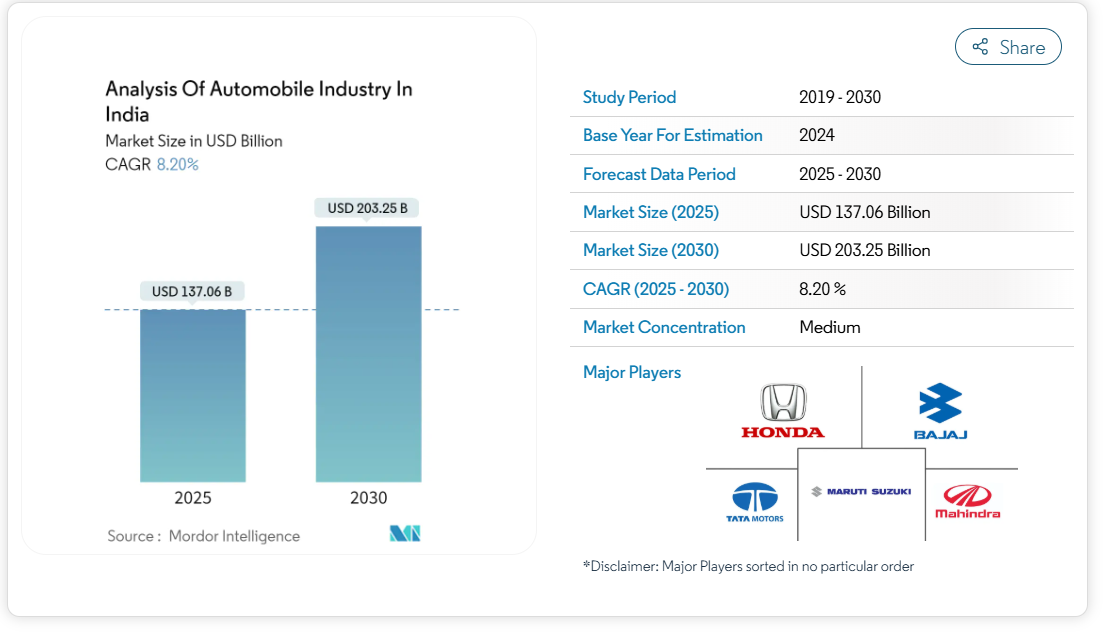 Share
Analysis Of Automobile Industry In
India
Market Size in USD Billion
CAGR 8.20%
USD 203.25 B
USD 137.06 B
2025 2030
Source : Mordor Intelligence
Study Period 2019 - 2030
Base Year For Estimation 2024
Forecast Data Period 2025 - 2030
Market Size (2025) USD 137.06 Billion
Market Size (2030) USD 203.25 Billion
CAGR (2025 - 2030) 8.20 %
Market Concentration Medium
Major Players
HONDA
BAJAJ
TATA MOTORS
MARUTI SUZUKI
Mahindra
*Disclaimer: Major Players sorted in no particular order